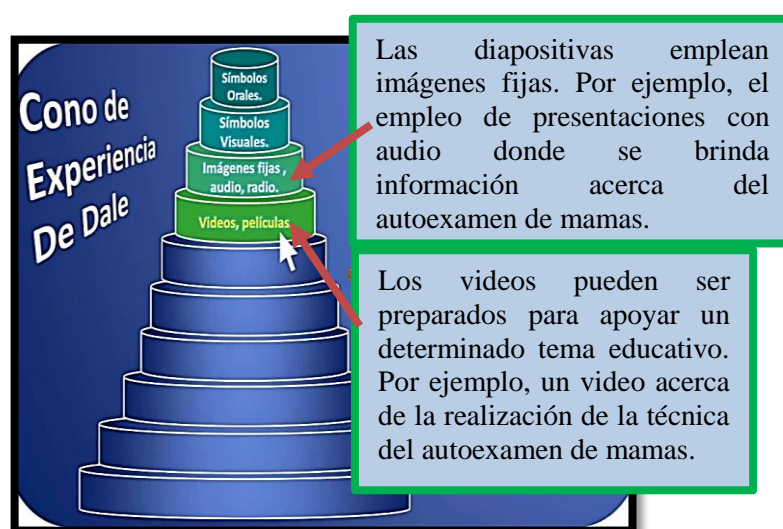 Cono de
Experiencia
De Dale
Símbolos
Orales.
Símbolos
Visuales.
Imágenes fijas ,
audio, radio.
Videos, películas
Las diapositivas emplean
imágenes fijas. Por ejemplo, el
empleo de presentaciones con
audio donde se brinda
información acerca del
autoexamen de mamas.
Los videos pueden ser
preparados para apoyar un
determinado tema educativo.
Por ejemplo, un video acerca
de la realización de la técnica
del autoexamen de mamas.